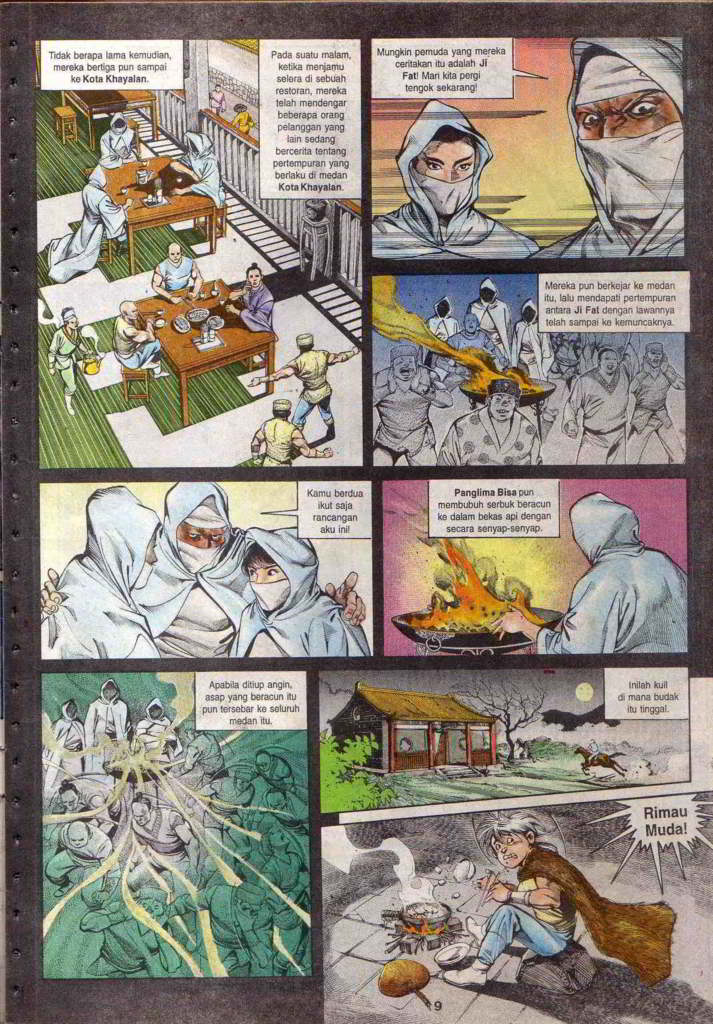 Tidak berapa lama kemudian,
mereka bertiga pun sampai
ke Kota Khayalan.
Pada suatu malam,
ketika menjamu
selera di sebuah
restoran, mereka
telah mendengar
beberapa orang
pelanggan yang
lain sedang
bercerita tentang
pertempuran yang
berlaku di medan
Kota Khayalan.
Mungkin pemuda yang mereka
ceritakan itu adalah Ji
Fat! Mari kita pergi
tengok sekarang!
Mereka pun berkejar ke medan
itu, lalu mendapati pertempuran
antara Ji Fat dengan lawannya
telah sampai ke kemuncaknya.
Kamu berdua
ikut saja
rancangan
aku ini!
Panglima Bisa pun
membubuh serbuk beracun
ke dalam bekas api dengan
secara senyap-senyap.
Apabila ditiup angin,
asap yang beracun itu
pun tersebar ke seluruh
medan itu.
Inilah kuil
di mana budak
itu tinggal.
Rimau
Muda!
9